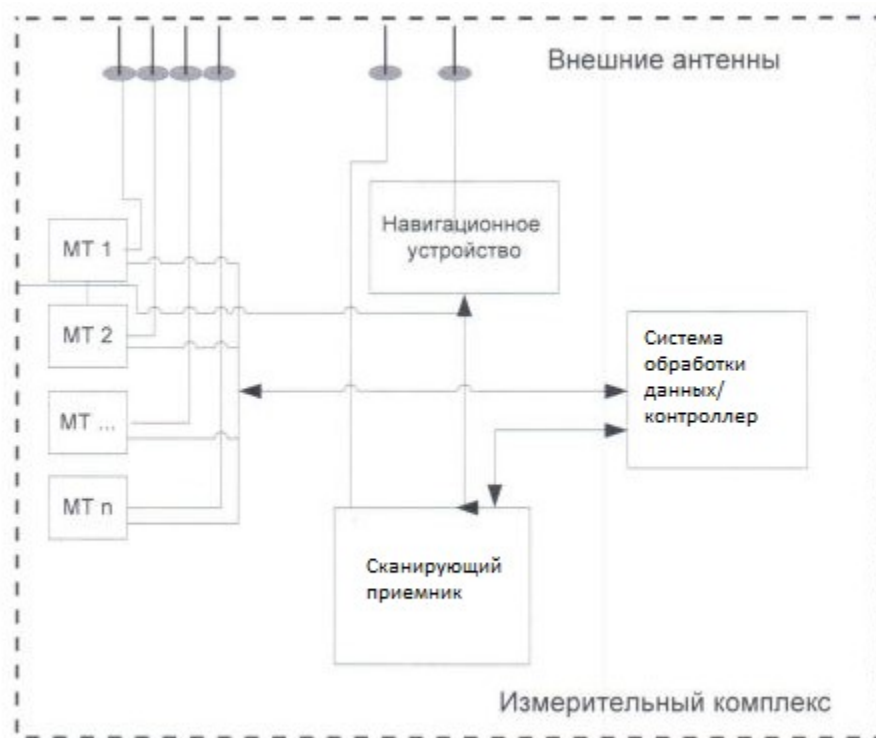 Внешние антенны
Навигационное
устройство
МТ 1
МТ 2
МТ ...
МТ n
Система
обработки
данных/
контроллер
Сканирующий
приемник
Измерительный комплекс